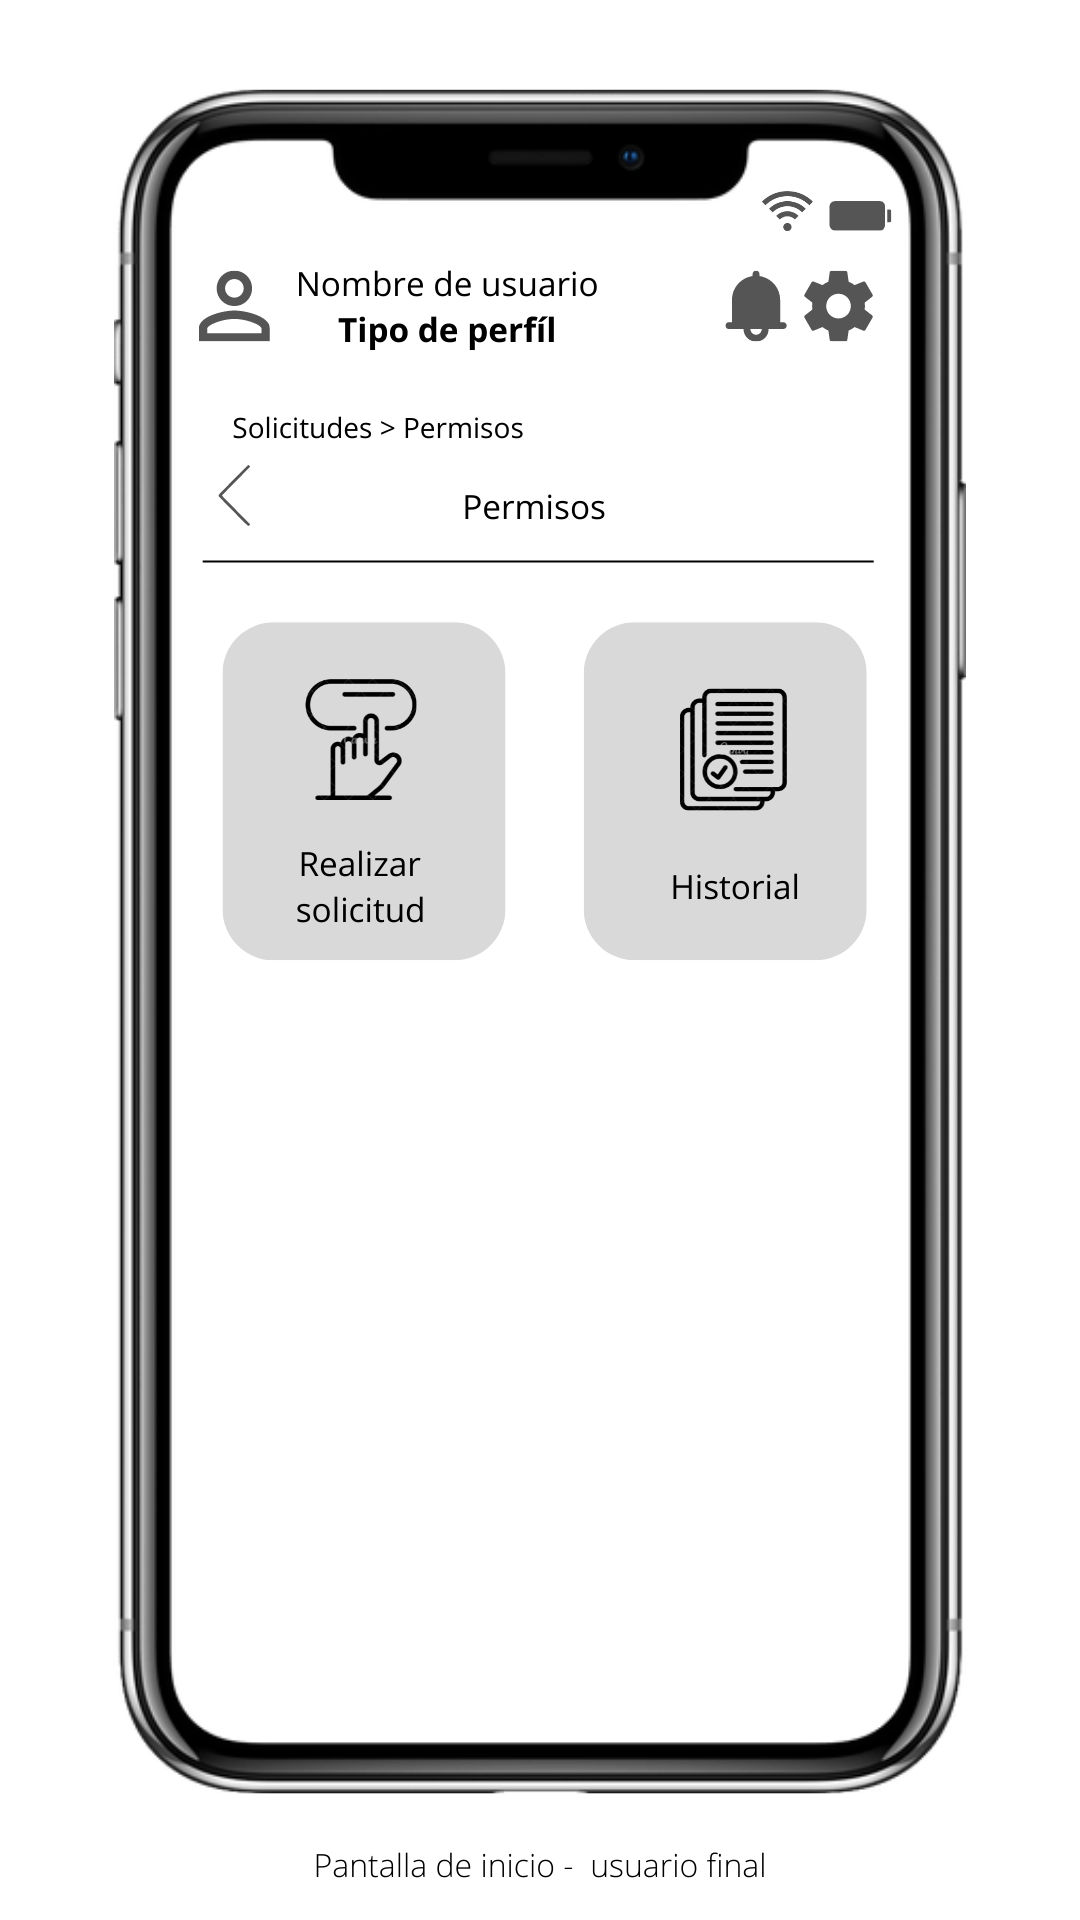 Nombre de usuario
Tipo de perfíl
Solicitudes > Permisos
Permisos
Realizar
solicitud
Historial
Pantalla de inicio -  usuario final